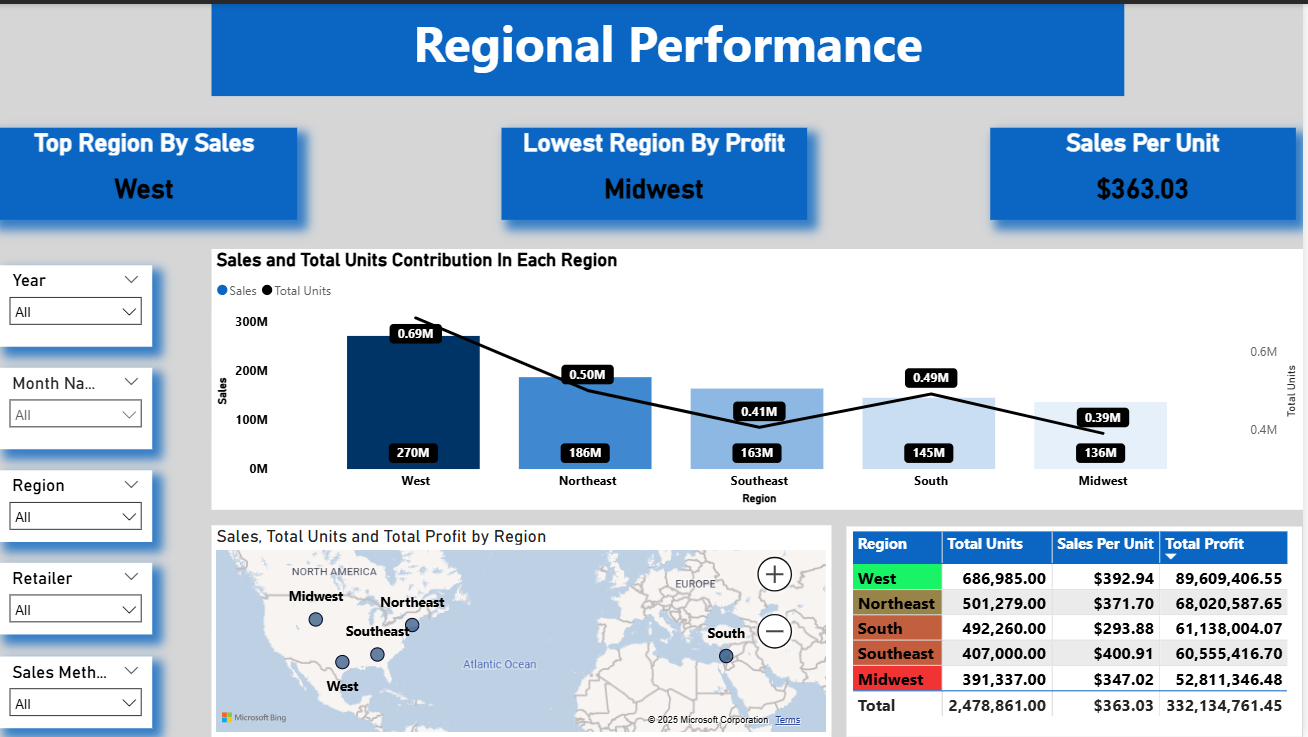 Regional Performance
Top Region By Sales
West
Lowest Region By Profit
Midwest
Sales Per Unit
$363.03
Year
All
Month Na...
All
Region
All
Retailer
All
Sales Meth...
All
Sales and Total Units Contribution In Each Region
Sales Total Units
300M
200M
100M
0M
Sales
0.6M
0.4M
Total Units
0.69M
0.50M
0.41M
0.49M
0.39M
270M
186M
163M
145M
136M
West
Northeast
Southeast
South
Midwest
Region
Sales, Total Units and Total Profit by Region
NORTH AMERICA
EUROPE
Atlantic Ocean
Midwest
Northeast
Southeast
West
South
+
−
Microsoft Bing
© 2025 Microsoft Corporation Terms
Region Total Units Sales Per Unit Total Profit
West 686,985.00 $392.94 89,609,406.55
Northeast 501,279.00 $371.70 68,020,587.65
South 492,260.00 $293.88 61,138,004.07
Southeast 407,000.00 $400.91 60,555,416.70
Midwest 391,337.00 $347.02 52,811,346.48
Total 2,478,861.00 $363.03 332,134,761.45